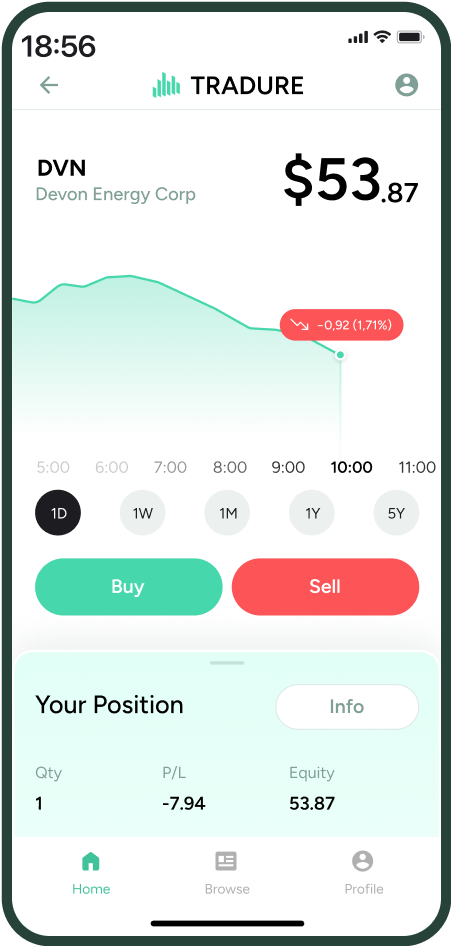 18:56
TRADURE
DVN
Devon Energy Corp
$53.87
−0,92 (1,71%)
5:00 6:00 7:00 8:00 9:00 10:00 11:00
1D 1W 1M 1Y 5Y
Buy Sell
Your Position Info
Qty P/L Equity
1 -7.94 53.87
Home Browse Profile